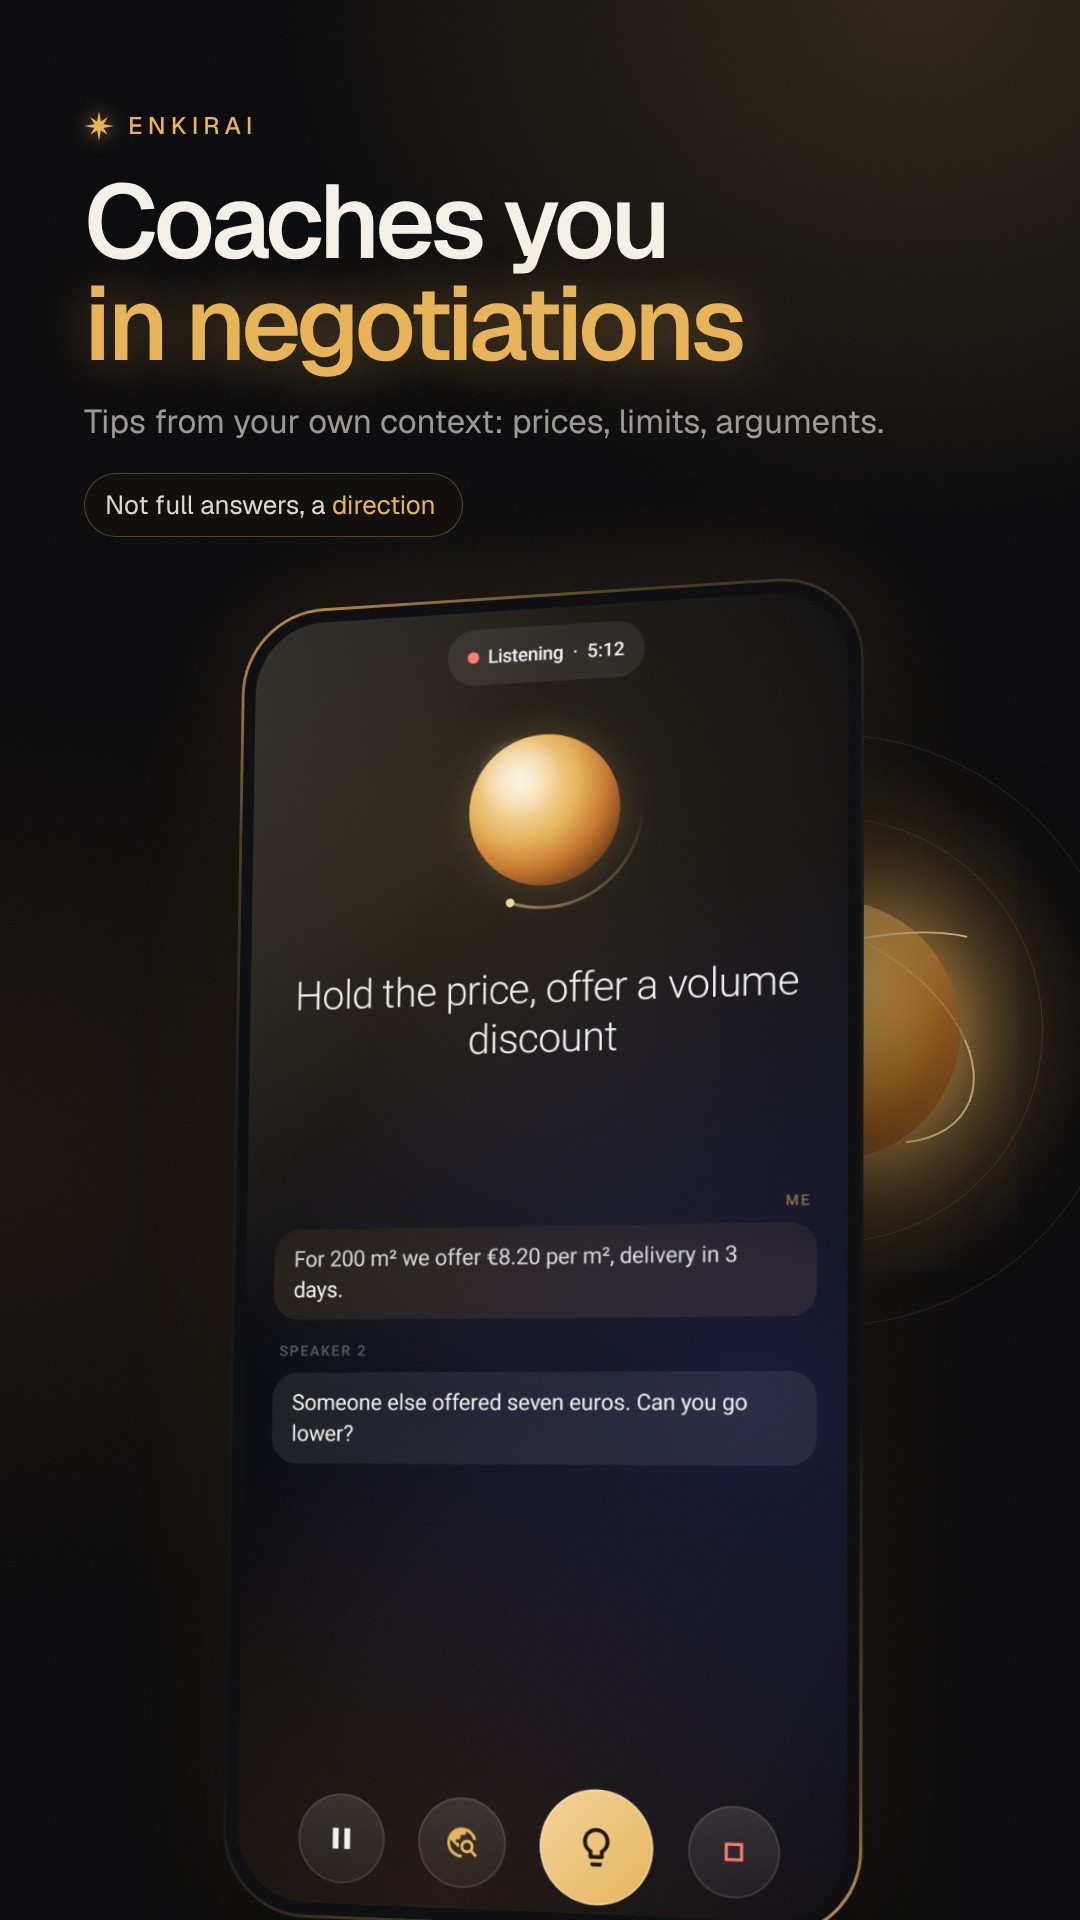 ENKIRAI
Coaches you
in negotiations
Tips from your own context: prices, limits, arguments.
Not full answers, a direction
Listening · 5:12
Hold the price, offer a volume
discount
ME
For 200 m² we offer €8.20 per m², delivery in 3
days.
SPEAKER 2
Someone else offered seven euros. Can you go
lower?